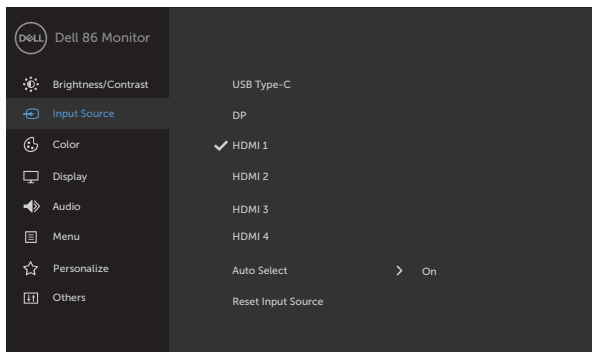 DELL Dell 86 Monitor
Brightness/Contrast
Input Source
Color
Display
Audio
Menu
Personalize
Others
USB Type-C
DP
HDMI 1
HDMI 2
HDMI 3
HDMI 4
Auto Select On
Reset Input Source